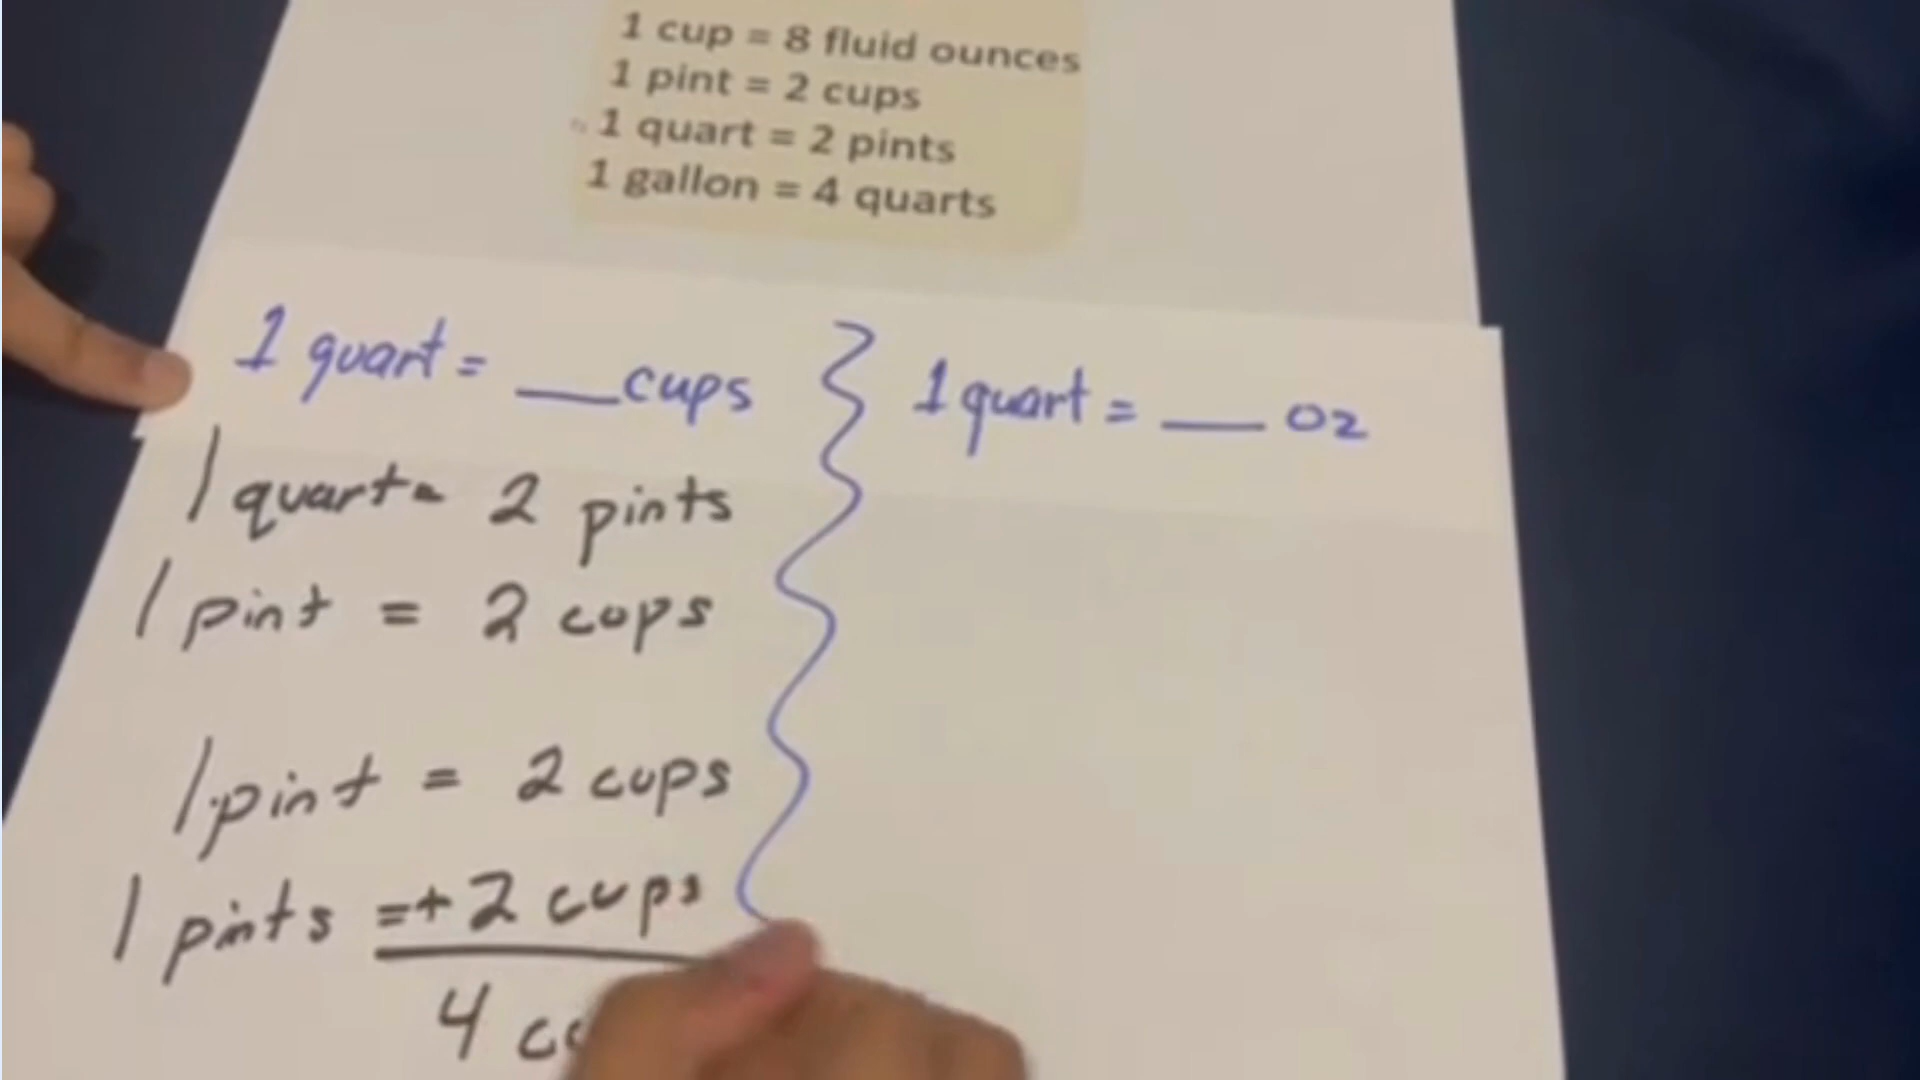 1 cup = 8 fluid ounces
1 pint = 2 cups
1 quart = 2 pints
1 gallon = 4 quarts
1 quart = __ cups
1 quart = __ oz
1 quart = 2 pints
1 pint = 2 cups
1 pint = 2 cups
1 pints =+ 2 cups
4